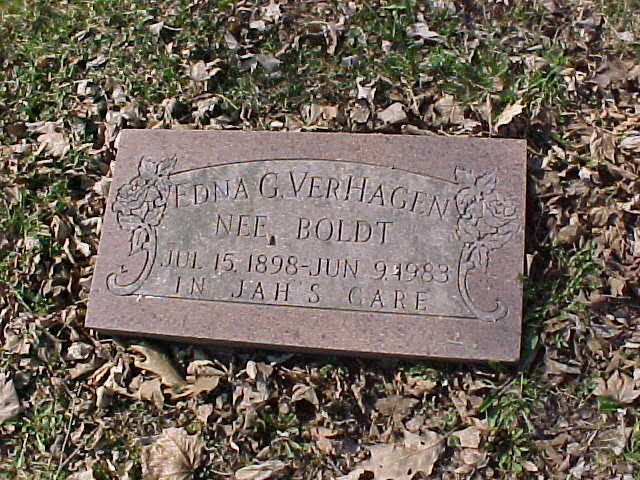 EDNA G. VERHAGEN
NEE BOLDT
JUL 15, 1898-JUN 9, 1983
IN JAH'S CARE